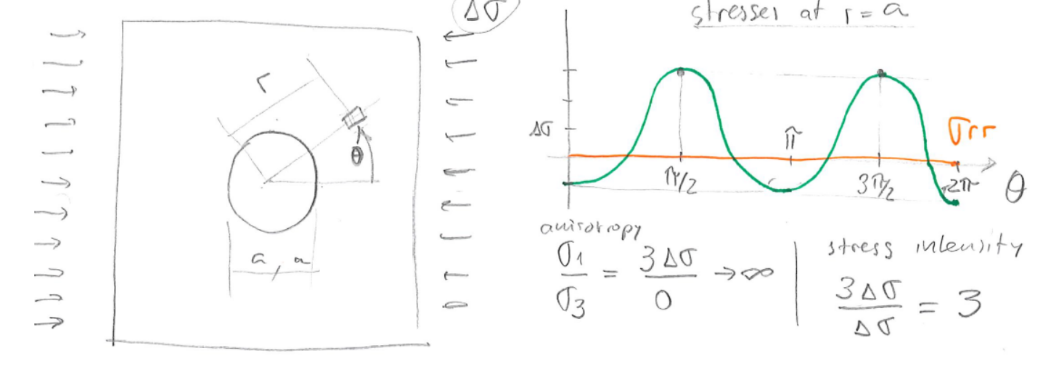 Δσ
stresses at r = a
r
θ
a, a
Δσ
π/2
π
3π/2
2π
σrr
θ
anisotropy
σ1/σ3 = 3Δσ/0 → ∞
stress intensity
3Δσ/Δσ = 3